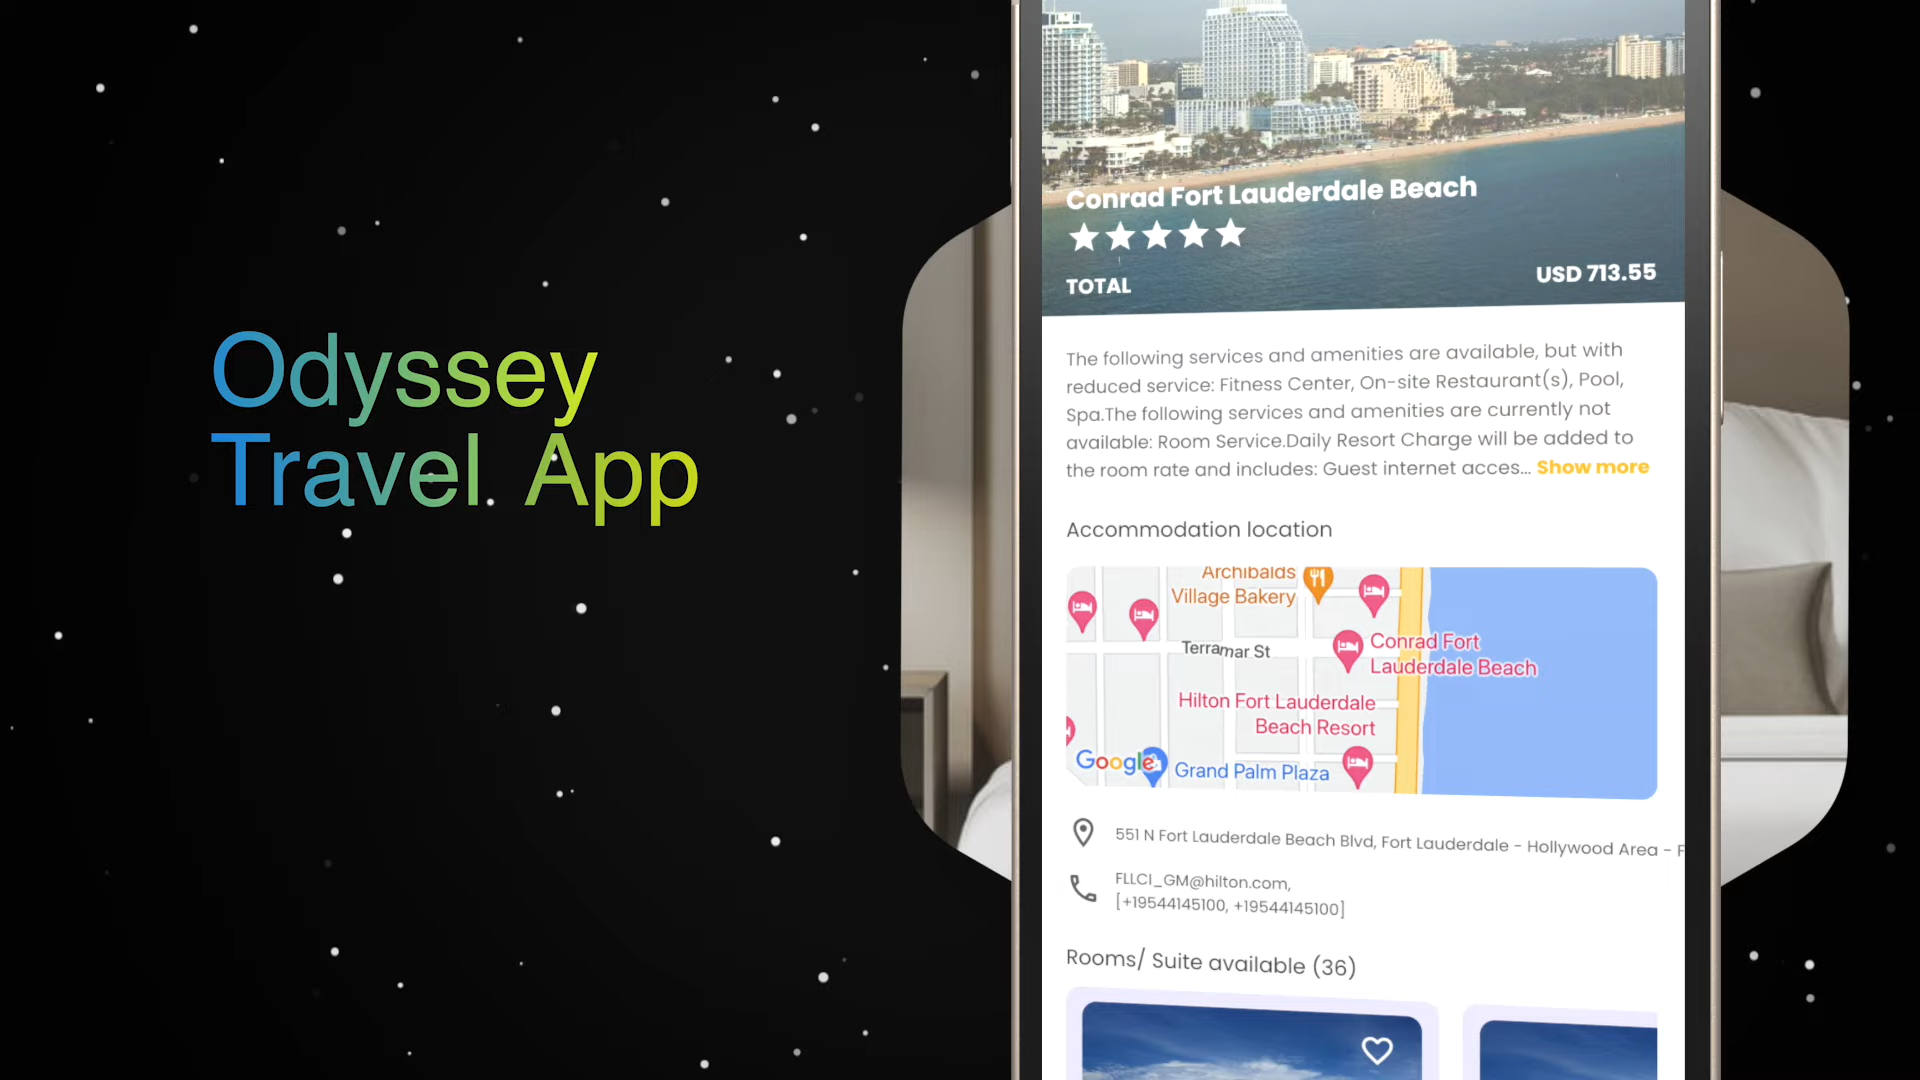 Odyssey
Travel App
Conrad Fort Lauderdale Beach
TOTAL
USD 713.55
The following services and amenities are available, but with
reduced service: Fitness Center, On-site Restaurant(s), Pool,
Spa.The following services and amenities are currently not
available: Room Service.Daily Resort Charge will be added to
the room rate and includes: Guest internet acces... Show more
Accommodation location
Archibalds
Village Bakery
Terramar St
Conrad Fort
Lauderdale Beach
Hilton Fort Lauderdale
Beach Resort
Google
Grand Palm Plaza
551 N Fort Lauderdale Beach Blvd, Fort Lauderdale - Hollywood Area - F
FLLCI_GM@hilton.com,
[+19544145100, +19544145100]
Rooms/ Suite available (36)